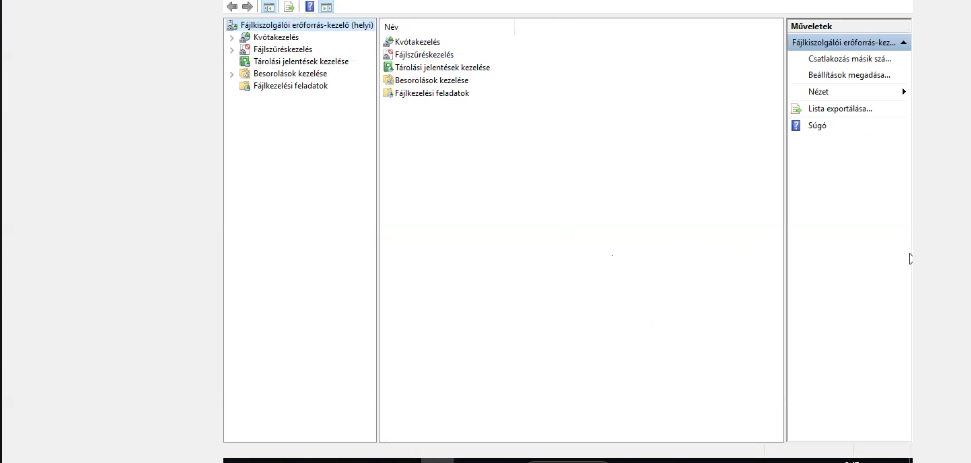 Fájlkiszolgálói erőforrás-kezelő (helyi)
Kvótakezelés
Fájlszűréskezelés
Tárolási jelentések kezelése
Besorolások kezelése
Fájlkezelési feladatok
Név
Kvótakezelés
Fájlszűréskezelés
Tárolási jelentések kezelése
Besorolások kezelése
Fájlkezelési feladatok
Műveletek
Fájlkiszolgálói erőforrás-kez...
Csatlakozás másik szá...
Beállítások megadása...
Nézet
Lista exportálása...
Súgó